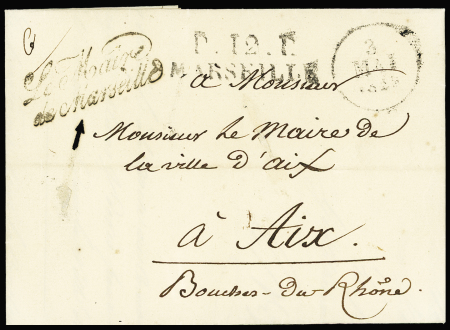 Le Maire
de Marseille
P. 12. P.
MARSEILLE
3
MAI
à Monsieur
Monsieur Le Maire de
la ville d'aix
à Aix.
Bouches-du-Rhône.